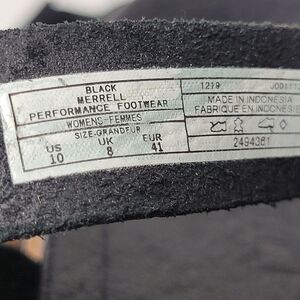 BLACK
MERRELL
PERFORMANCE FOOTWEAR
WOMENS-FEMMES
SIZE-GRANDEUR
US UK EUR
10 8 41
1219
MADE IN INDONESIA
FABRIQUE EN INDONESIE
2494361